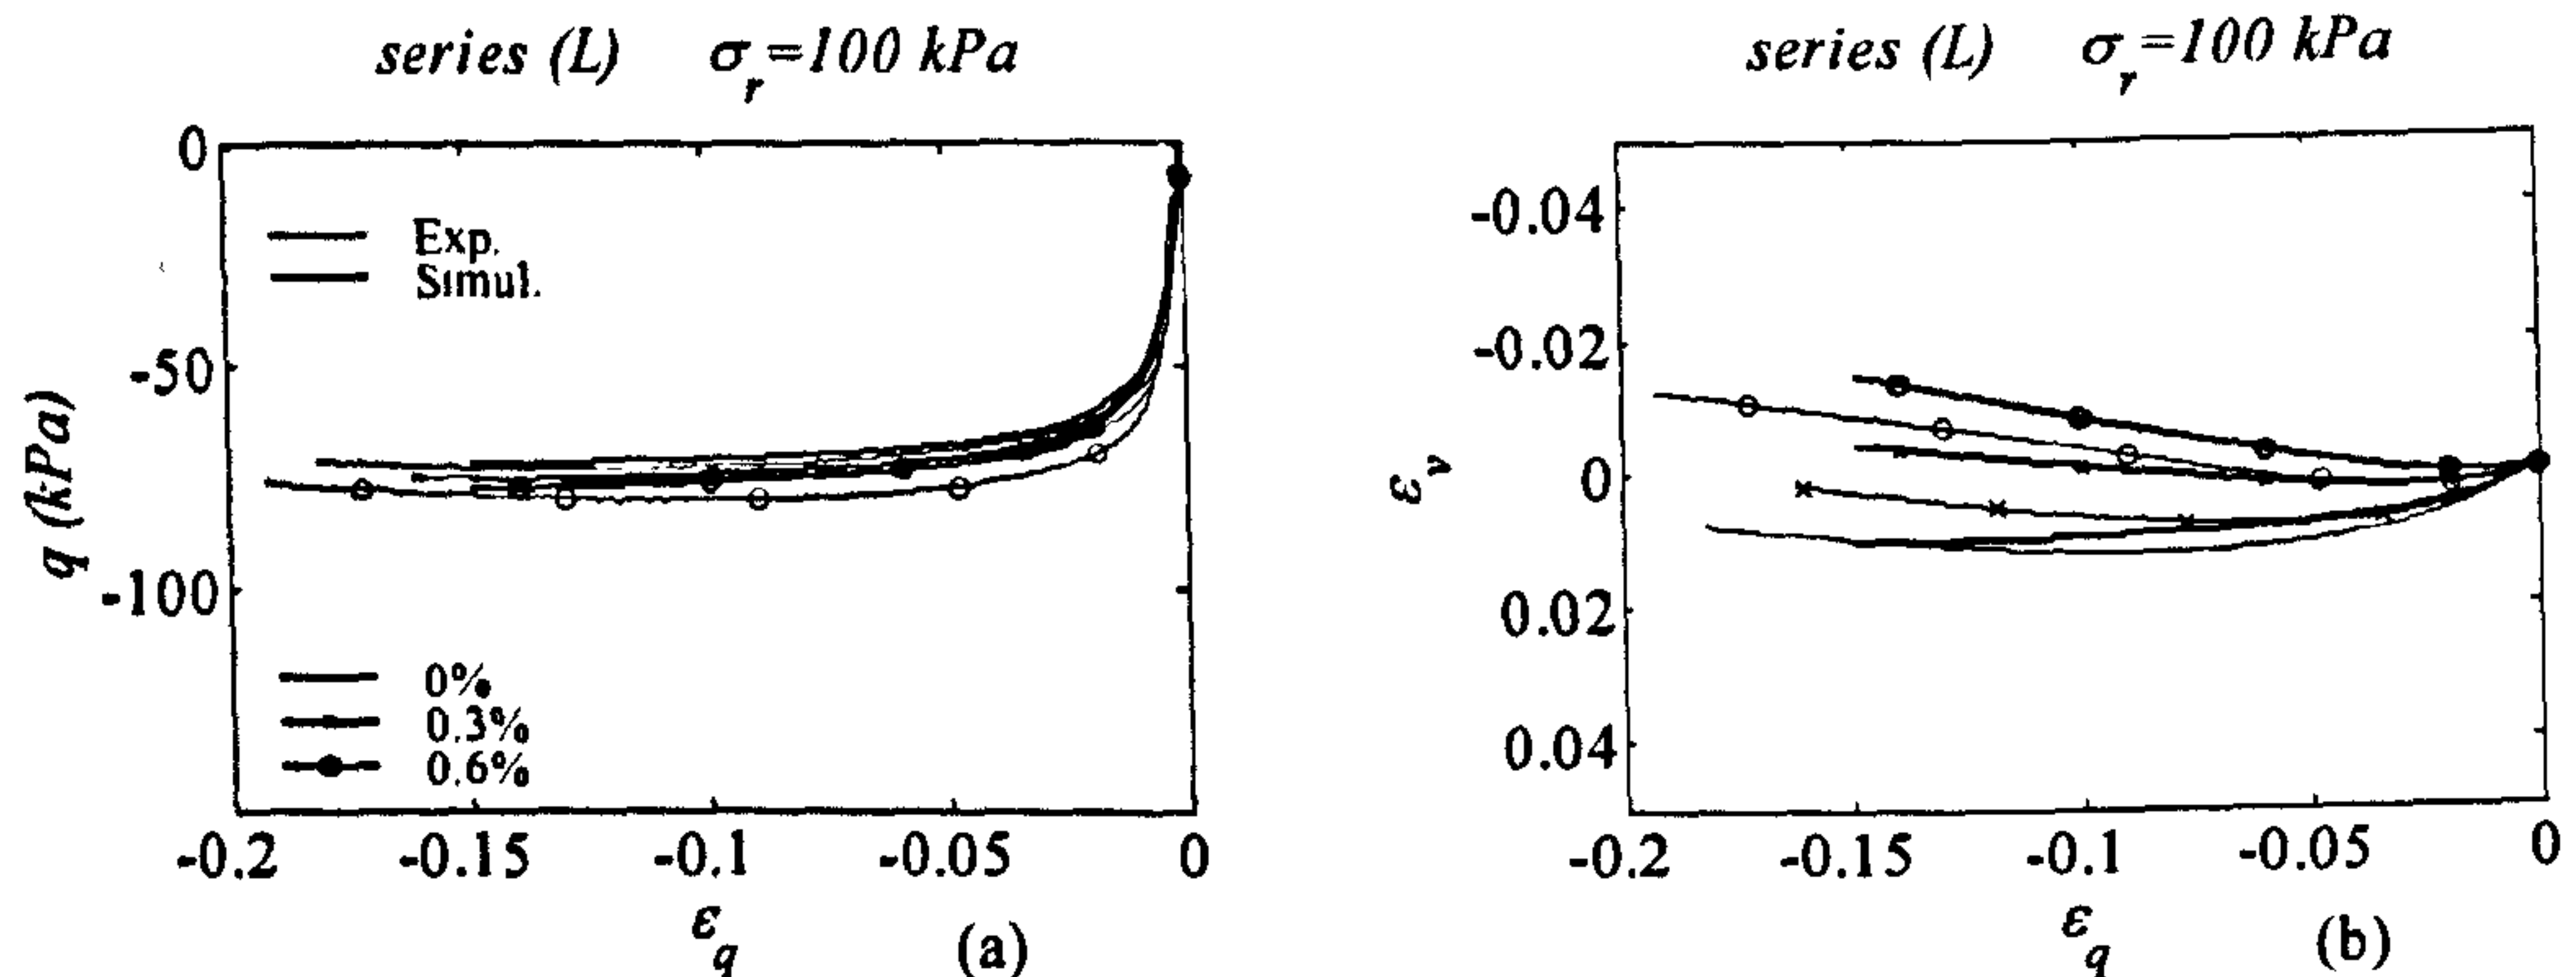 series (L) σr=100 kPa
0
-50
-100
q (kPa)
Exp.
Simul.
0%
0.3%
0.6%
-0.2 -0.15 -0.1 -0.05 0
εq (a)
series (L) σr=100 kPa
-0.04
-0.02
0
0.02
0.04
εv
-0.2 -0.15 -0.1 -0.05 0
εq (b)